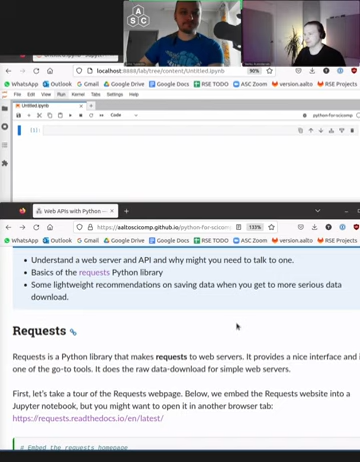 A
S C
localhost:8888/lab/tree/content/Untitled.ipynb
90%
WhatsApp Outlook Gmail Google Drive RSE TODO ASC Zoom version.aalto RSE Projects
File Edit View Run Kernel Tabs Settings Help
Untitled.ipynb
Code
python-for-scicomp
[1]:
Web APIs with Python —
https://aaltoscicomp.github.io/python-for-scicomp
133%
WhatsApp Outlook Gmail Google Drive RSE TODO ASC Zoom version.aalto RSE Projects
• Understand a web server and API and why might you need to talk to one.
• Basics of the requests Python library
• Some lightweight recommendations on saving data when you get to more serious data
download.
Requests
Requests is a Python library that makes requests to web servers. It provides a nice interface and i
one of the go-to tools. It does the raw data-download for simple web servers.
First, let's take a tour of the Requests webpage. Below, we embed the Requests website into a
Jupyter notebook, but you might want to open it in another browser tab:
https://requests.readthedocs.io/en/latest/
# Embed the requests homepage